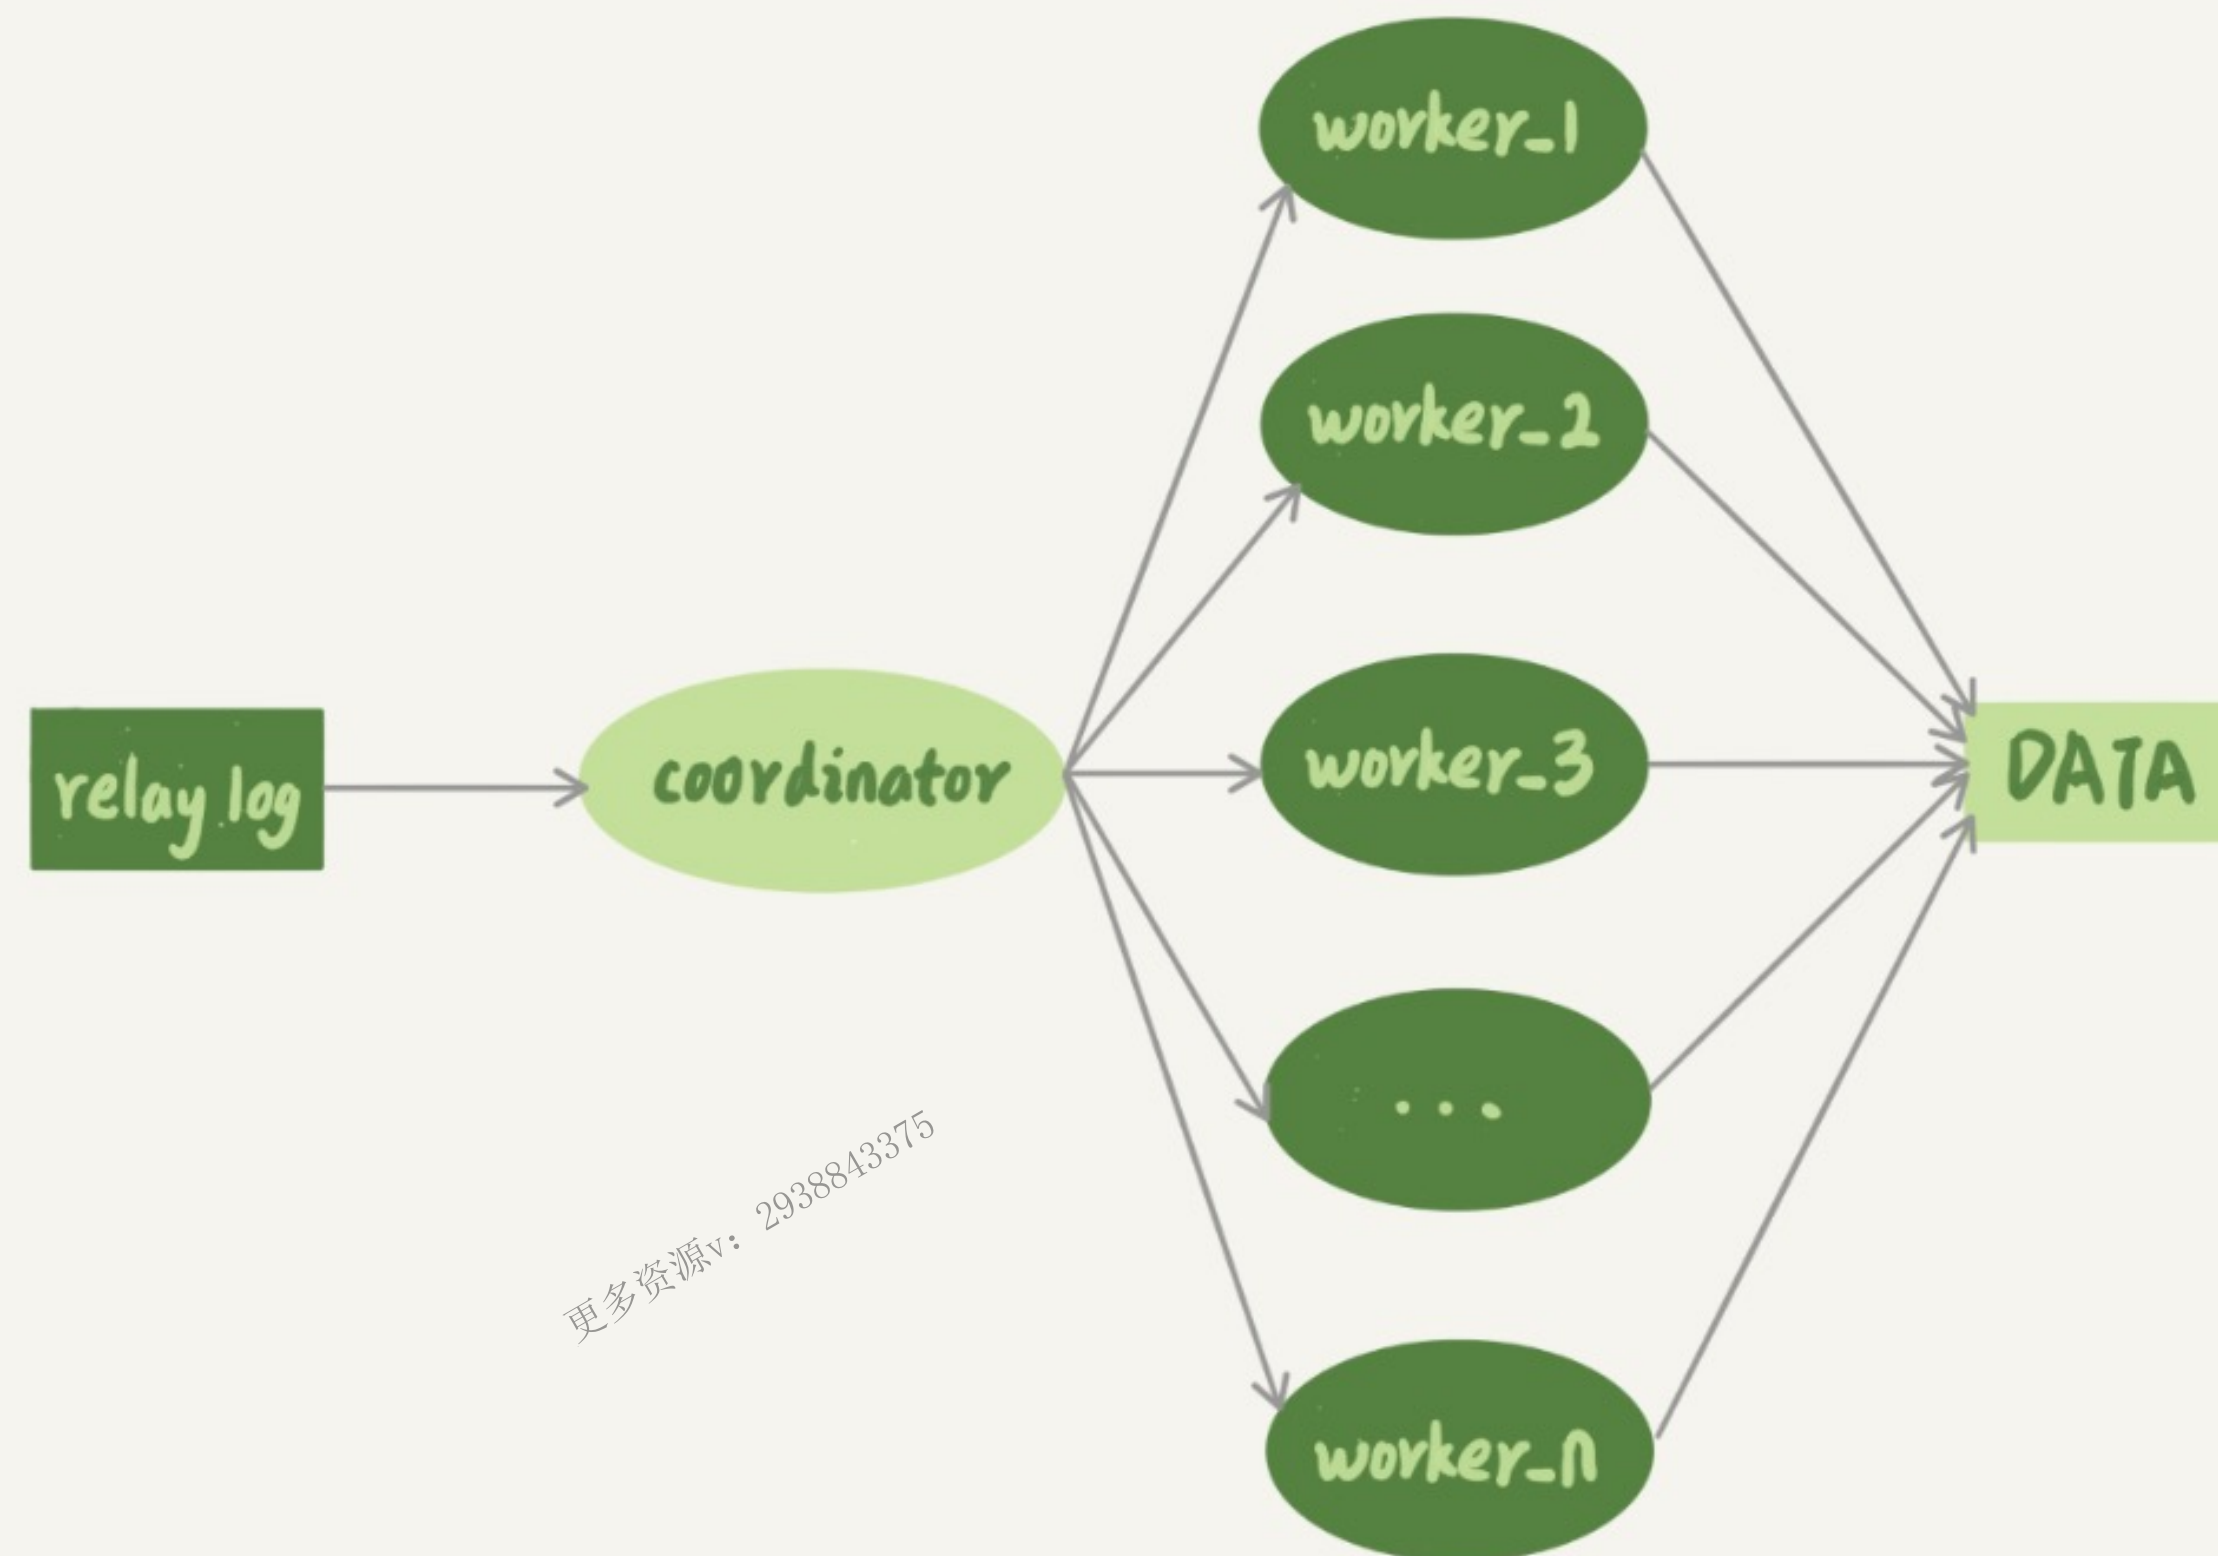 worker_1
worker_2
relay log
coordinator
worker_3
DATA
...
更多资源v: 2938843375
worker_n